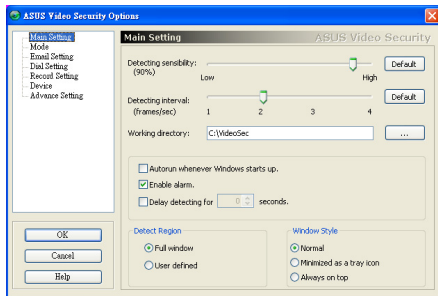 ASUS Video Security Options
Main Setting
Mode
Email Setting
Dial Setting
Record Setting
Device
Advance Setting
OK
Cancel
Help
Main Setting
ASUS Video Security
Detecting sensibility:
(90%)
Low
High
Default
Detecting interval:
(frames/sec)
1
2
3
4
Default
Working directory:
C:\VideoSec
...
Autorun whenever Windows starts up.
Enable alarm.
Delay detecting for 0 seconds.
Detect Region
Full window
User defined
Window Style
Normal
Minimized as a tray icon
Always on top